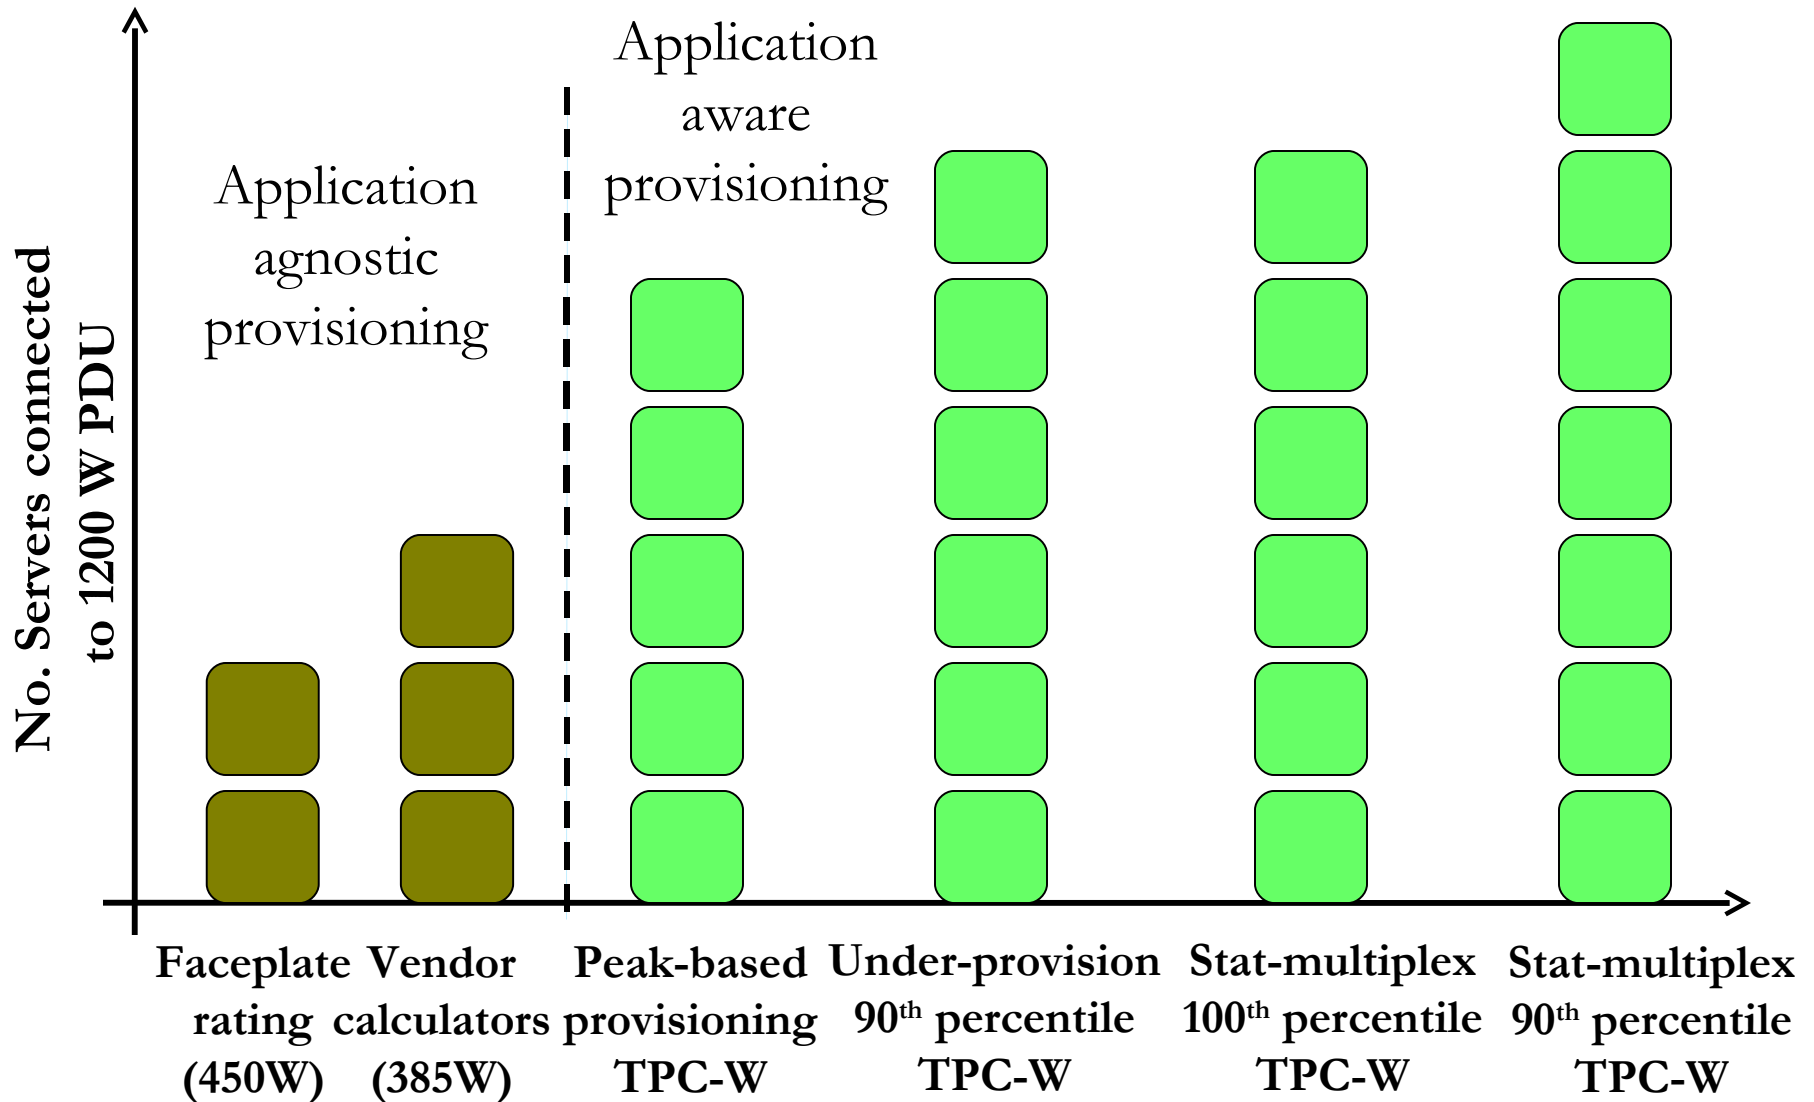 No. Servers connected
to 1200 W PDU
Application
agnostic
provisioning
Application
aware
provisioning
Faceplate
rating
(450W)
Vendor
calculators
(385W)
Peak-based
provisioning
TPC-W
Under-provision
90th percentile
TPC-W
Stat-multiplex
100th percentile
TPC-W
Stat-multiplex
90th percentile
TPC-W